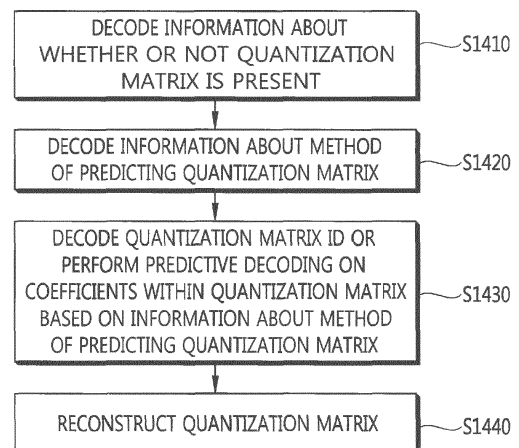 DECODE INFORMATION ABOUT
WHETHER OR NOT QUANTIZATION
MATRIX IS PRESENT
S1410
DECODE INFORMATION ABOUT METHOD
OF PREDICTING QUANTIZATION MATRIX
S1420
DECODE QUANTIZATION MATRIX ID OR
PERFORM PREDICTIVE DECODING ON
COEFFICIENTS WITHIN QUANTIZATION MATRIX
BASED ON INFORMATION ABOUT METHOD
OF PREDICTING QUANTIZATION MATRIX
S1430
RECONSTRUCT QUANTIZATION MATRIX
S1440